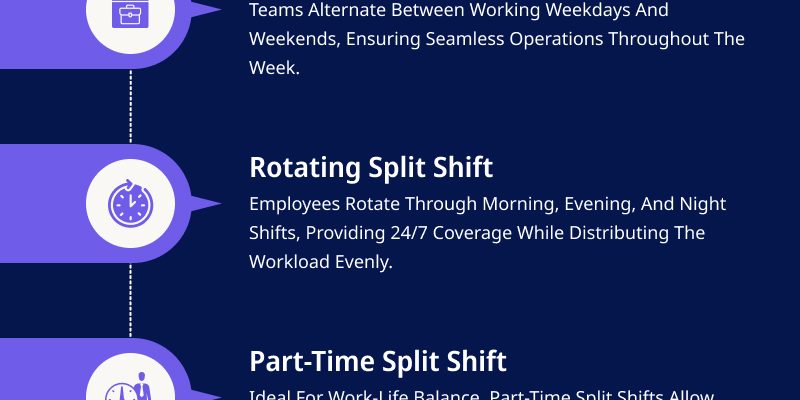 Teams Alternate Between Working Weekdays And
Weekends, Ensuring Seamless Operations Throughout The
Week.
Rotating Split Shift
Employees Rotate Through Morning, Evening, And Night
Shifts, Providing 24/7 Coverage While Distributing The
Workload Evenly.
Part-Time Split Shift
Ideal For Work-Life Balance, Part-Time Split Shifts Allow